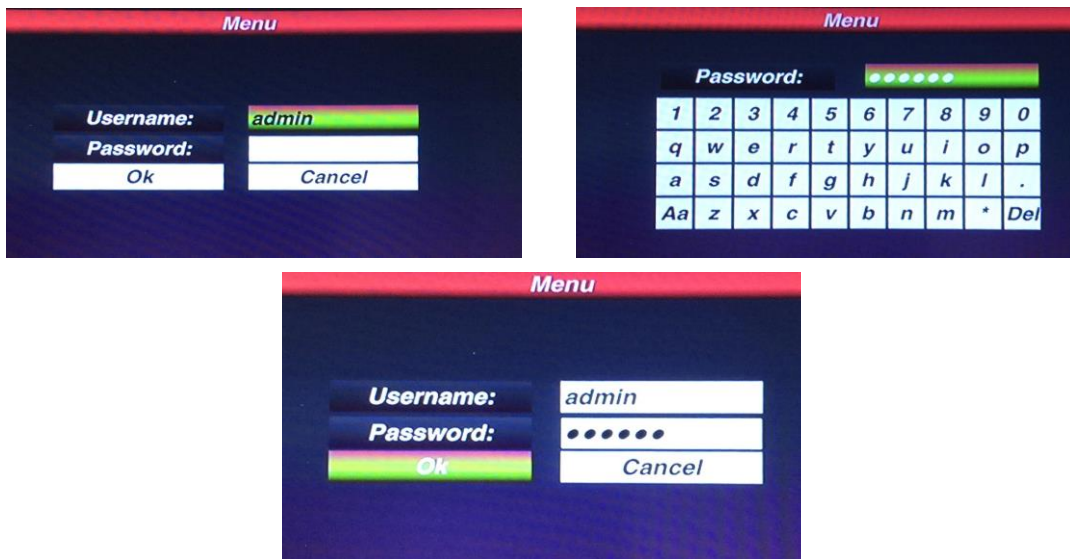 Menu
Username: admin
Password:
Ok Cancel
Menu
Password: ●●●●●●
1 2 3 4 5 6 7 8 9 0
q w e r t y u i o p
a s d f g h j k l .
Aa z x c v b n m * Del
Menu
Username: admin
Password: ●●●●●●
Ok Cancel